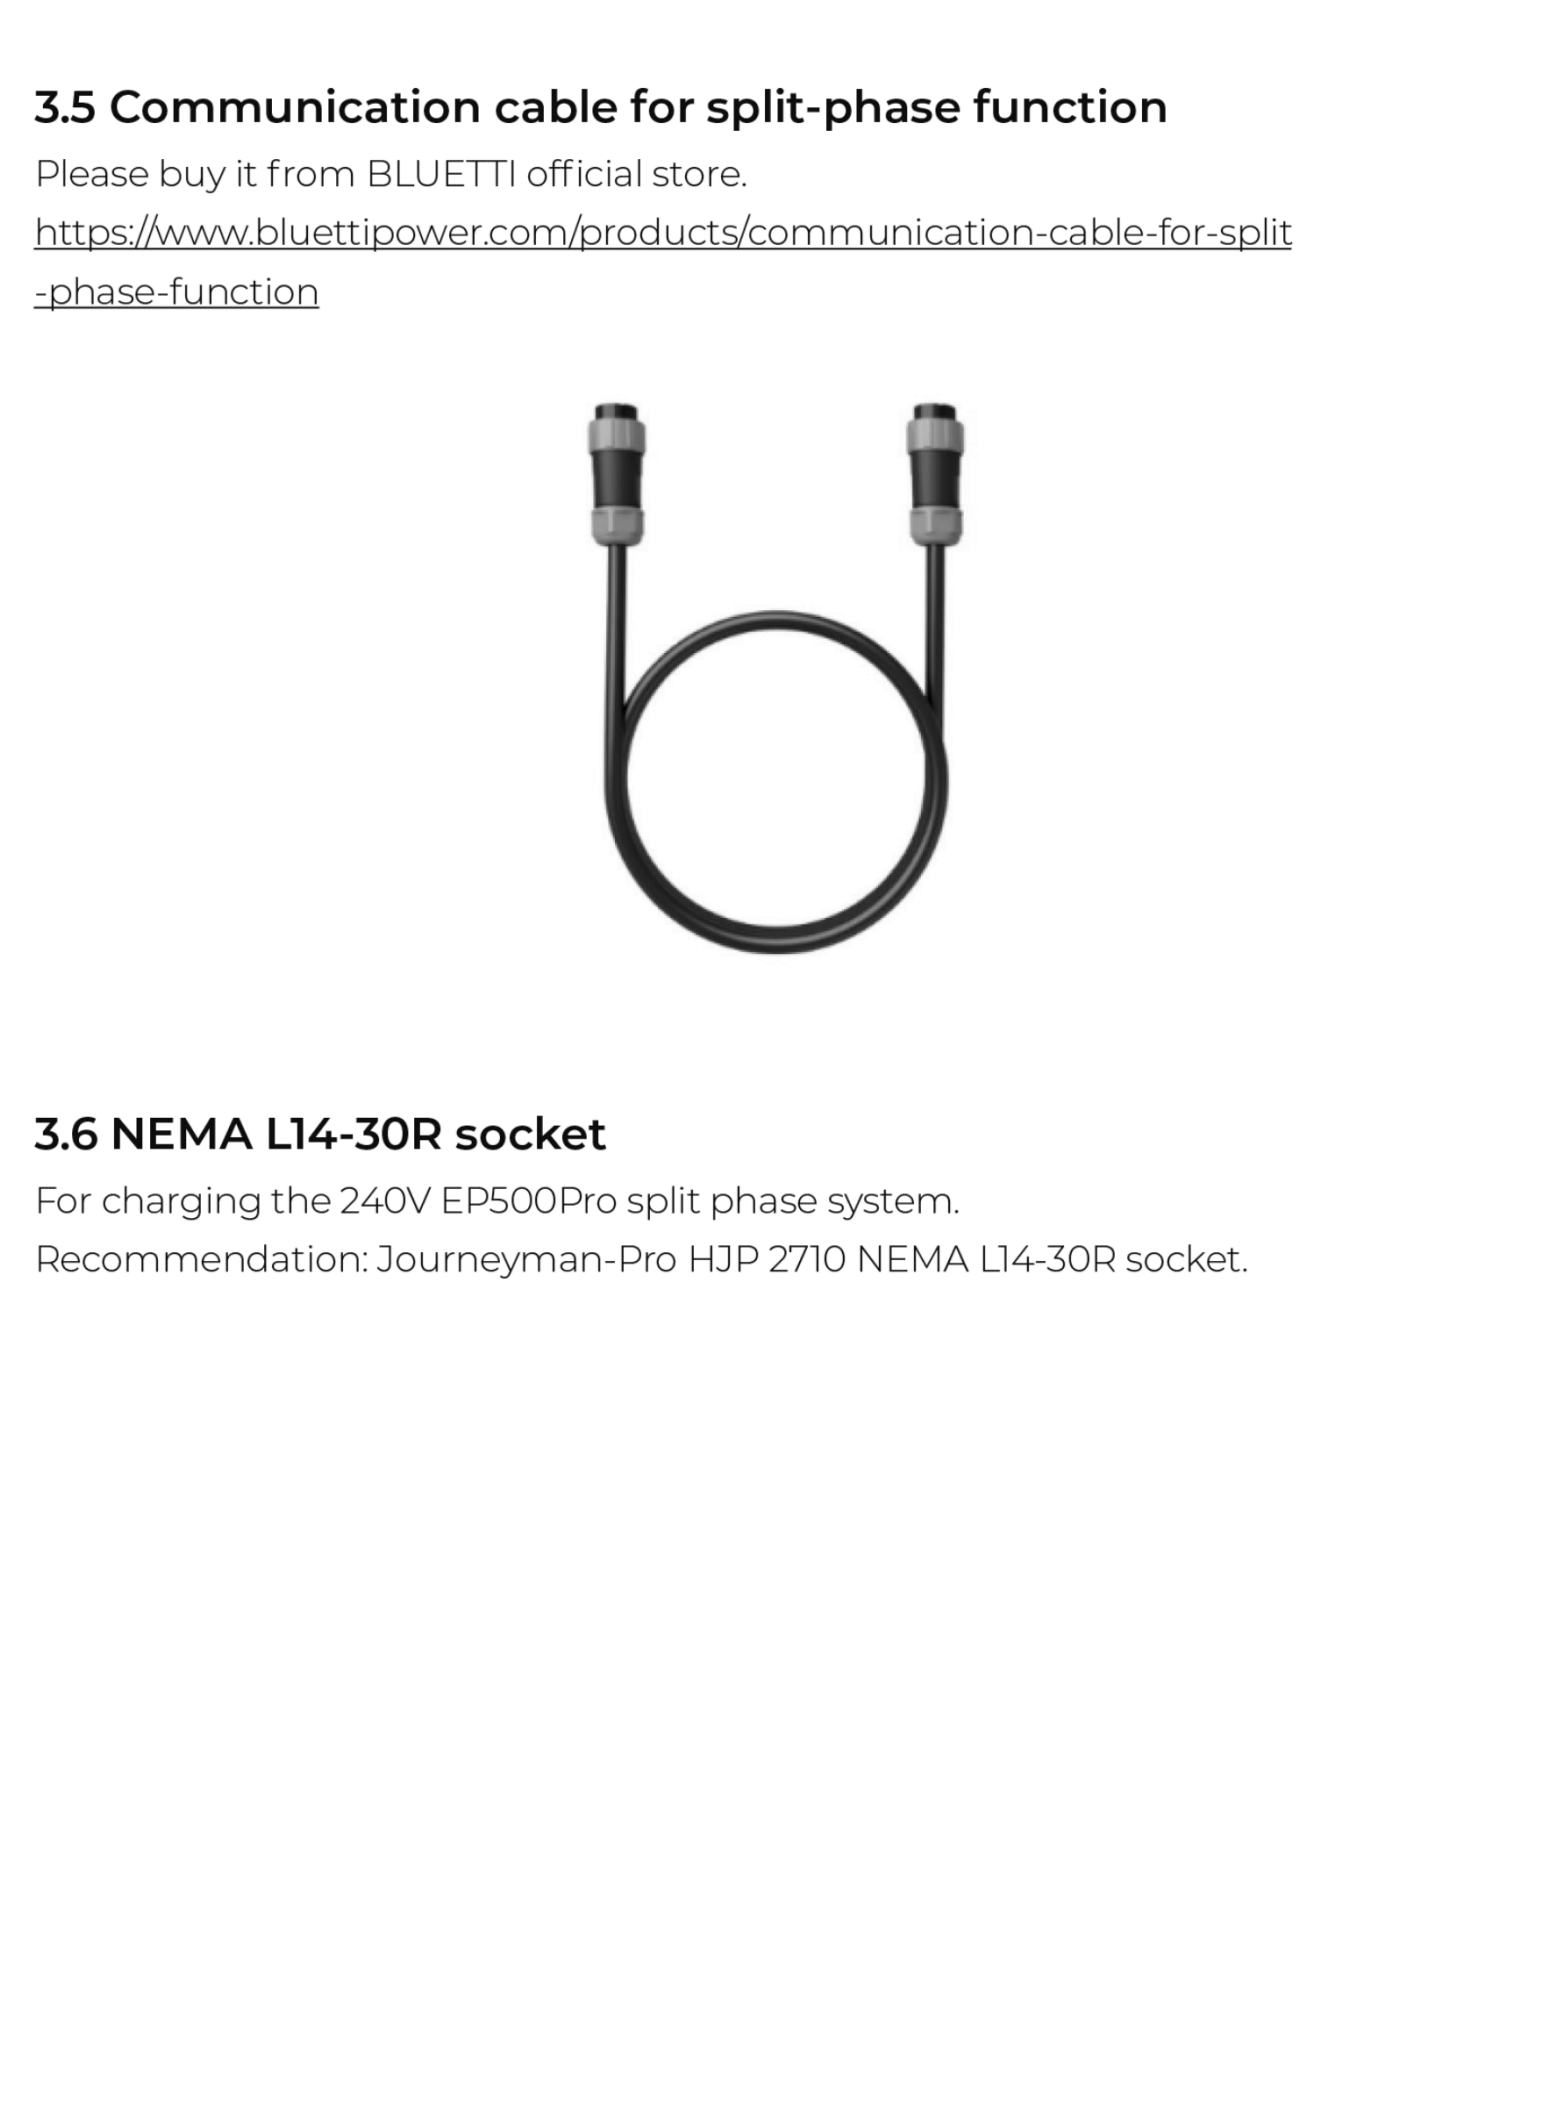 3.5 Communication cable for split-phase function
Please buy it from BLUETTI official store.
https://www.bluettipower.com/products/communication-cable-for-split
-phase-function
3.6 NEMA L14-30R socket
For charging the 240V EP500Pro split phase system.
Recommendation: Journeyman-Pro HJP 2710 NEMA L14-30R socket.